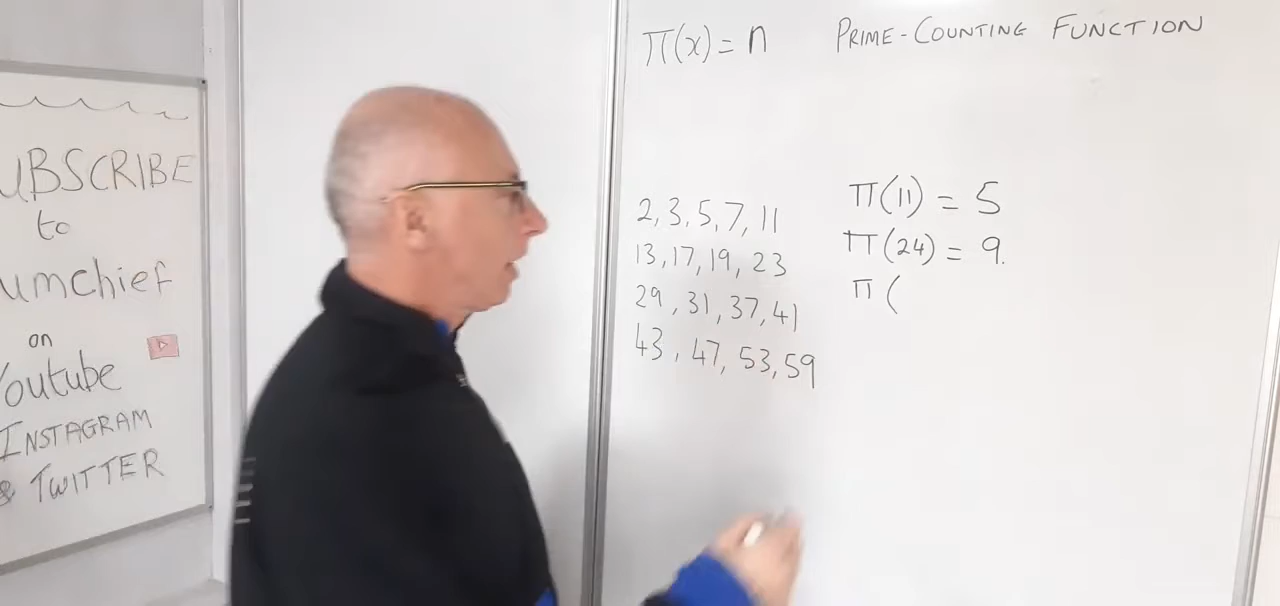 UBSCRIBE
to
umchief
on
Youtube
INSTAGRAM
& TWITTER
π(x) = n PRIME-COUNTING FUNCTION
2, 3, 5, 7, 11
13, 17, 19, 23
29, 31, 37, 41
43, 47, 53, 59
π(11) = 5
π(24) = 9.
π(